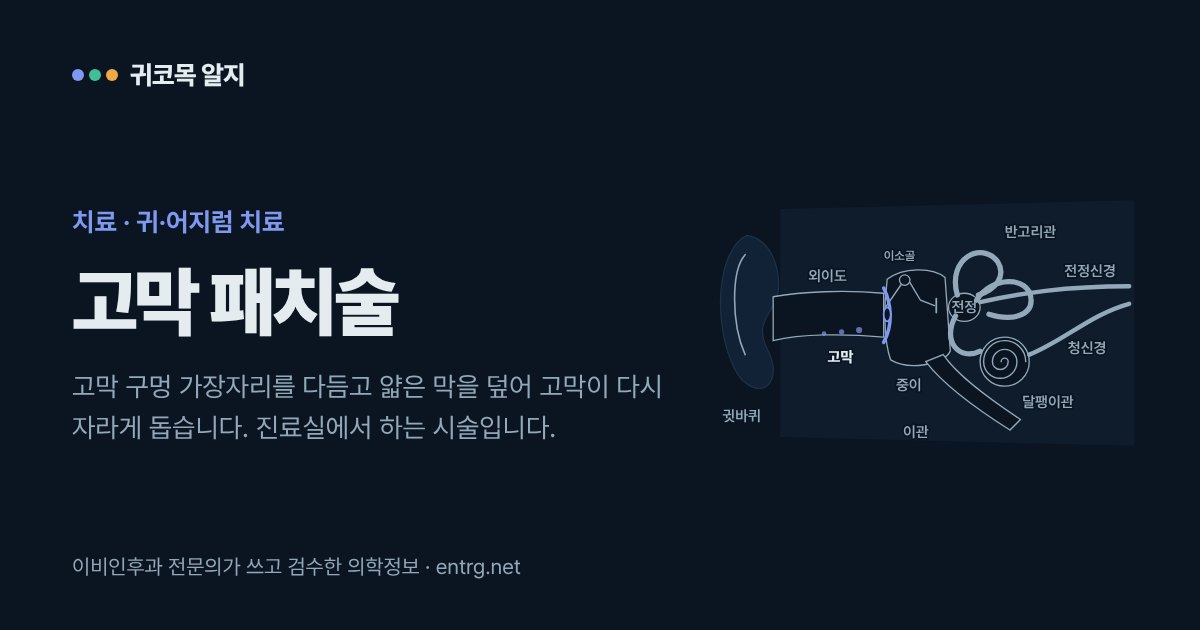 귀코목 알지
치료 · 귀·어지럼 치료
고막 패치술
고막 구멍 가장자리를 다듬고 얇은 막을 덮어 고막이 다시
자라게 돕습니다. 진료실에서 하는 시술입니다.
반고리관
이소골
외이도
전정신경
전정
청신경
고막
중이
달팽이관
귓바퀴
이관
이비인후과 전문의가 쓰고 검수한 의학정보 · entrg.net